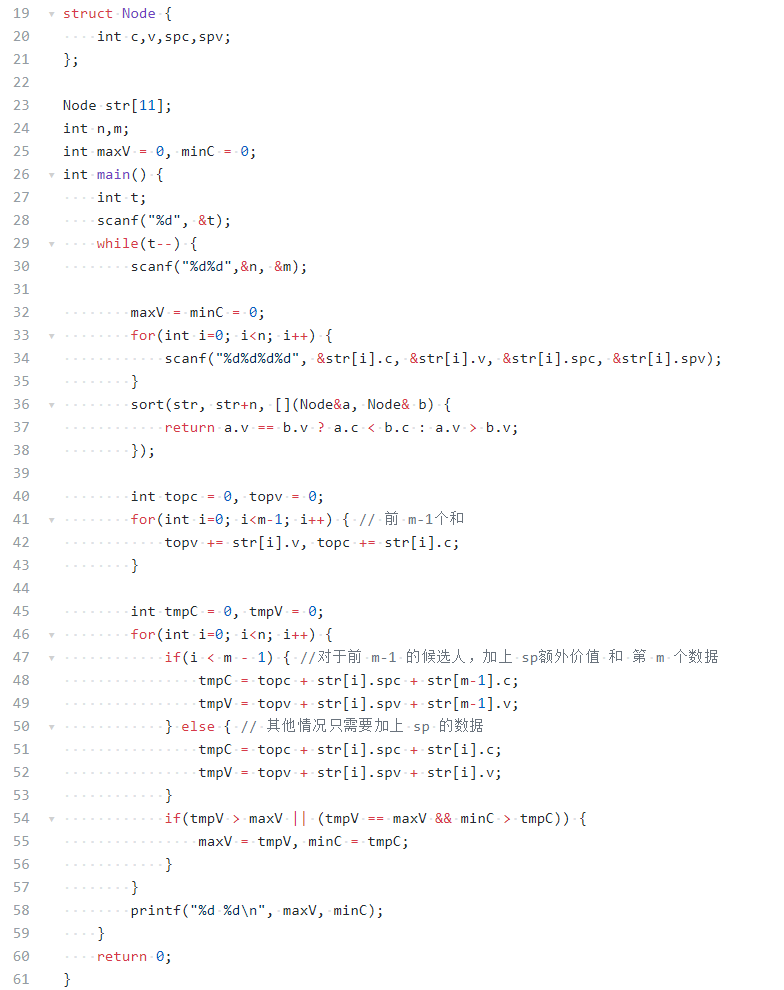 19 struct Node {
20     int c,v,spc,spv;
21 };
22
23 Node str[11];
24 int n,m;
25 int maxV = 0, minC = 0;
26 int main() {
27     int t;
28     scanf("%d", &t);
29     while(t--) {
30         scanf("%d%d",&n, &m);
31
32         maxV = minC = 0;
33         for(int i=0; i<n; i++) {
34             scanf("%d%d%d%d", &str[i].c, &str[i].v, &str[i].spc, &str[i].spv);
35         }
36         sort(str, str+n, [](Node&a, Node& b) {
37             return a.v == b.v ? a.c < b.c : a.v > b.v;
38         });
39
40         int topc = 0, topv = 0;
41         for(int i=0; i<m-1; i++) { // 前 m-1个和
42             topv += str[i].v, topc += str[i].c;
43         }
44
45         int tmpC = 0, tmpV = 0;
46         for(int i=0; i<n; i++) {
47             if(i < m - 1) { //对于前 m-1 的候选人，加上 sp额外价值 和 第 m 个数据
48                 tmpC = topc + str[i].spc + str[m-1].c;
49                 tmpV = topv + str[i].spv + str[m-1].v;
50             } else { // 其他情况只需要加上 sp 的数据
51                 tmpC = topc + str[i].spc + str[i].c;
52                 tmpV = topv + str[i].spv + str[i].v;
53             }
54             if(tmpV > maxV || (tmpV == maxV && minC > tmpC)) {
55                 maxV = tmpV, minC = tmpC;
56             }
57         }
58         printf("%d %d\n", maxV, minC);
59     }
60     return 0;
61 }